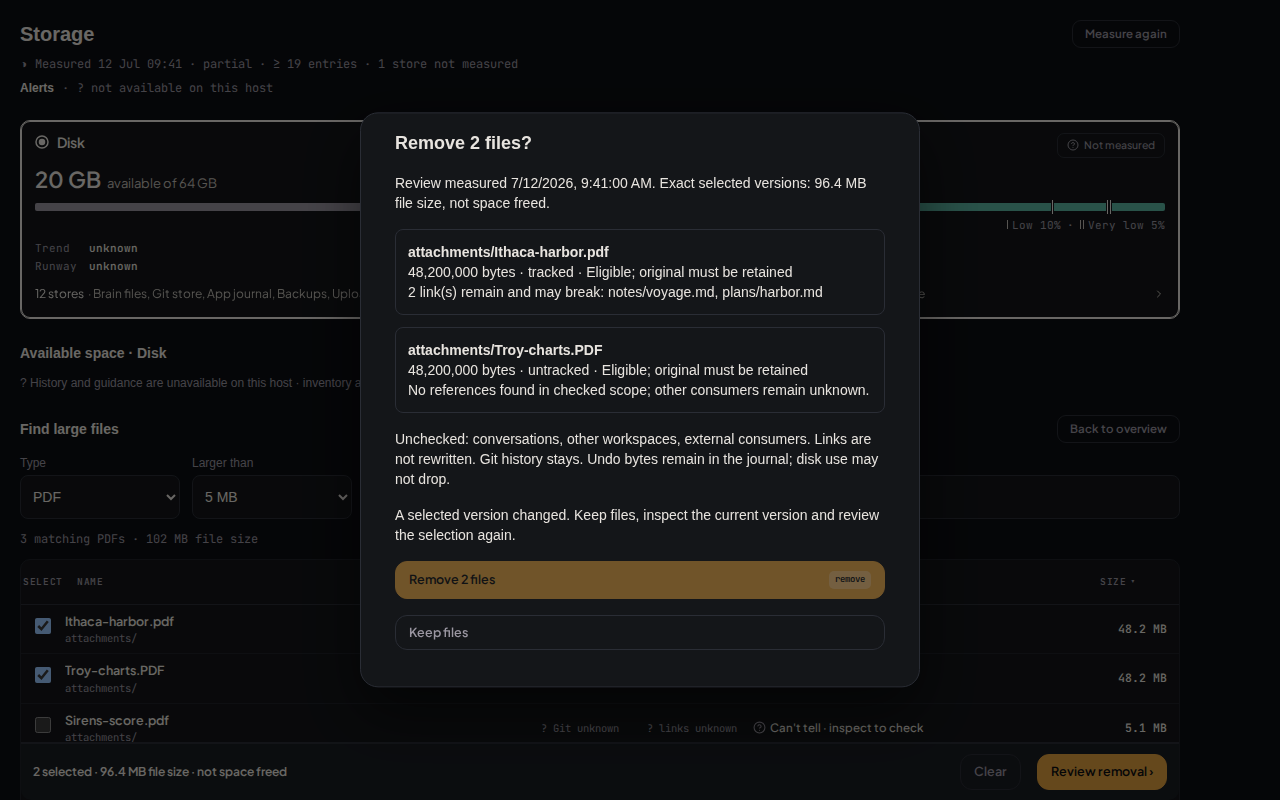 Storage
Measure again
Measured 12 Jul 09:41 · partial · ≥ 19 entries · 1 store not measured
Alerts · ? not available on this host
Disk
Not measured
20 GB available of 64 GB
Low 10% · Very low 5%
Trend unknown
Runway unknown
12 stores · Brain files, Git store, App journal, Backups, Uplo
Available space · Disk
? History and guidance are unavailable on this host · inventory a
Find large files
Back to overview
Type
Larger than
PDF
5 MB
3 matching PDFs · 102 MB file size
SELECT NAME
SIZE
Ithaca-harbor.pdf
attachments/
48.2 MB
Troy-charts.PDF
attachments/
48.2 MB
Sirens-score.pdf
attachments/
? Git unknown
? links unknown
Can't tell · inspect to check
5.1 MB
2 selected · 96.4 MB file size · not space freed
Clear
Review removal ›
Remove 2 files?
Review measured 7/12/2026, 9:41:00 AM. Exact selected versions: 96.4 MB
file size, not space freed.
attachments/Ithaca-harbor.pdf
48,200,000 bytes · tracked · Eligible; original must be retained
2 link(s) remain and may break: notes/voyage.md, plans/harbor.md
attachments/Troy-charts.PDF
48,200,000 bytes · untracked · Eligible; original must be retained
No references found in checked scope; other consumers remain unknown.
Unchecked: conversations, other workspaces, external consumers. Links are
not rewritten. Git history stays. Undo bytes remain in the journal; disk use may
not drop.
A selected version changed. Keep files, inspect the current version and review
the selection again.
Remove 2 files
remove
Keep files